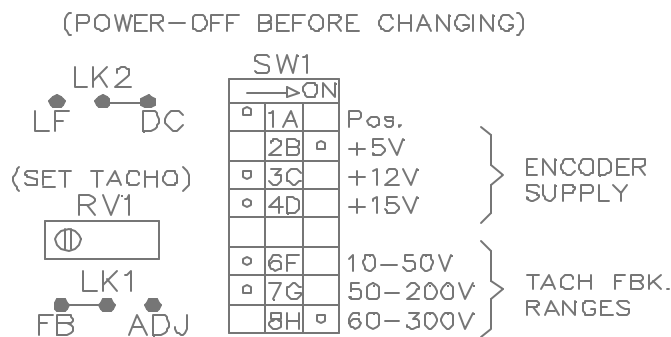 (POWER-OFF BEFORE CHANGING)
SW1
ON
LK2
LF DC
1A Pos.
2B +5V
3C +12V
4D +15V
ENCODER
SUPPLY
(SET TACHO)
RV1
6F 10-50V
7G 50-200V
8H 60-300V
TACH FBK.
RANGES
LK1
FB ADJ